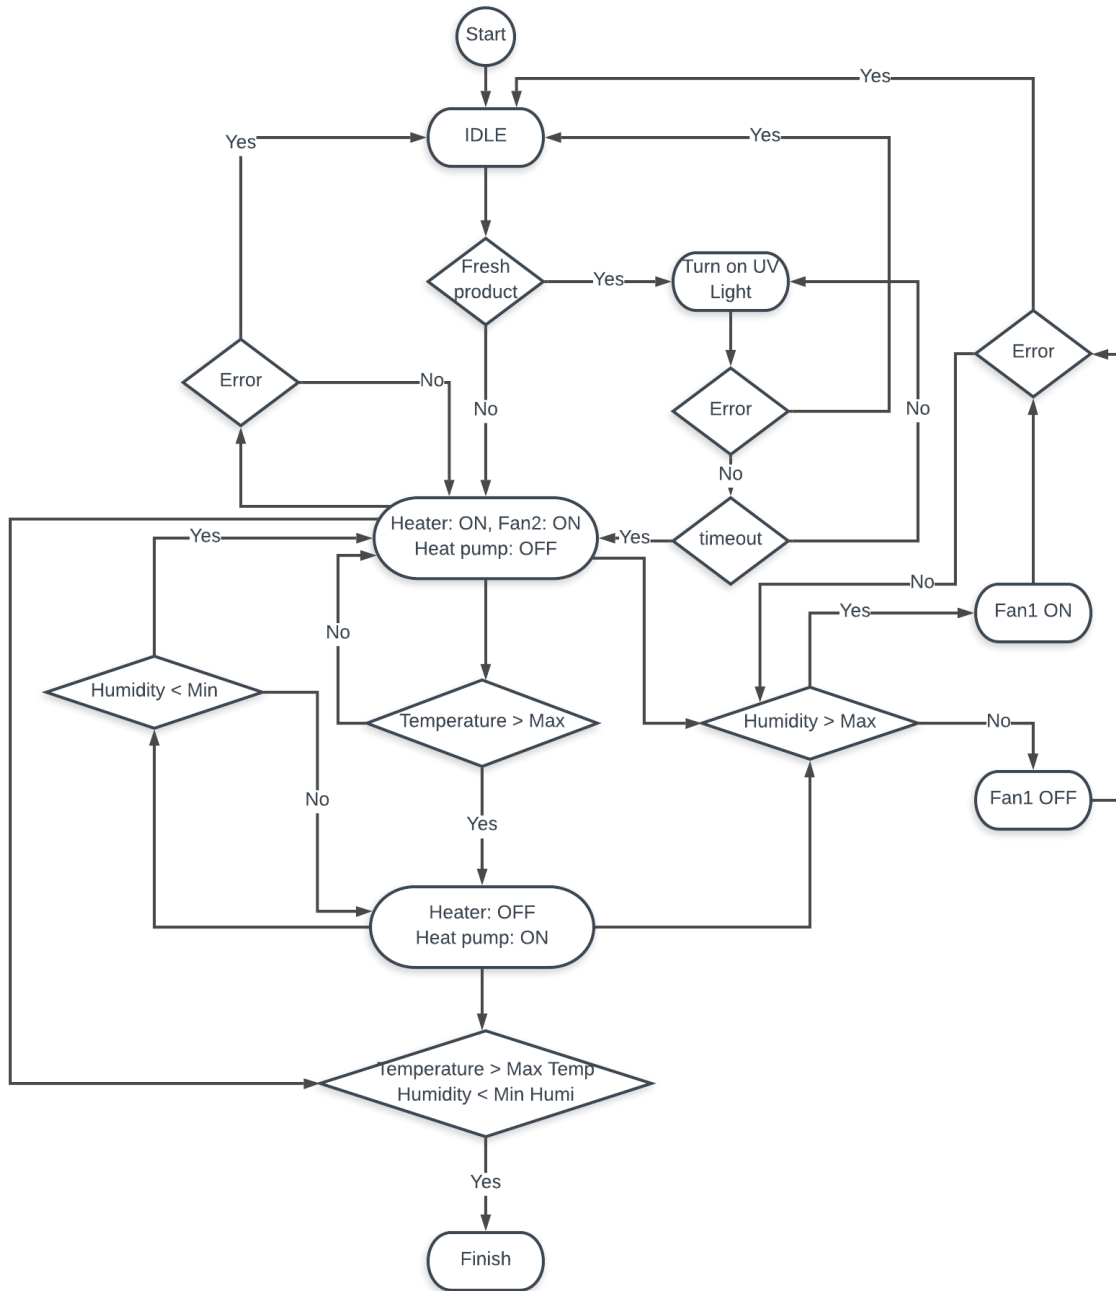 Start
Yes
IDLE
Yes
Yes
Fresh
product
Yes
Turn on UV
Light
Error
No
No
Error
No
No
Error
Heater: ON, Fan2: ON
Heat pump: OFF
Yes
timeout
Yes
No
Humidity < Min
No
Temperature > Max
Humidity > Max
Yes
No
Fan1 ON
No
Fan1 OFF
Yes
Heater: OFF
Heat pump: ON
Temperature > Max Temp
Humidity < Min Humi
Yes
Finish